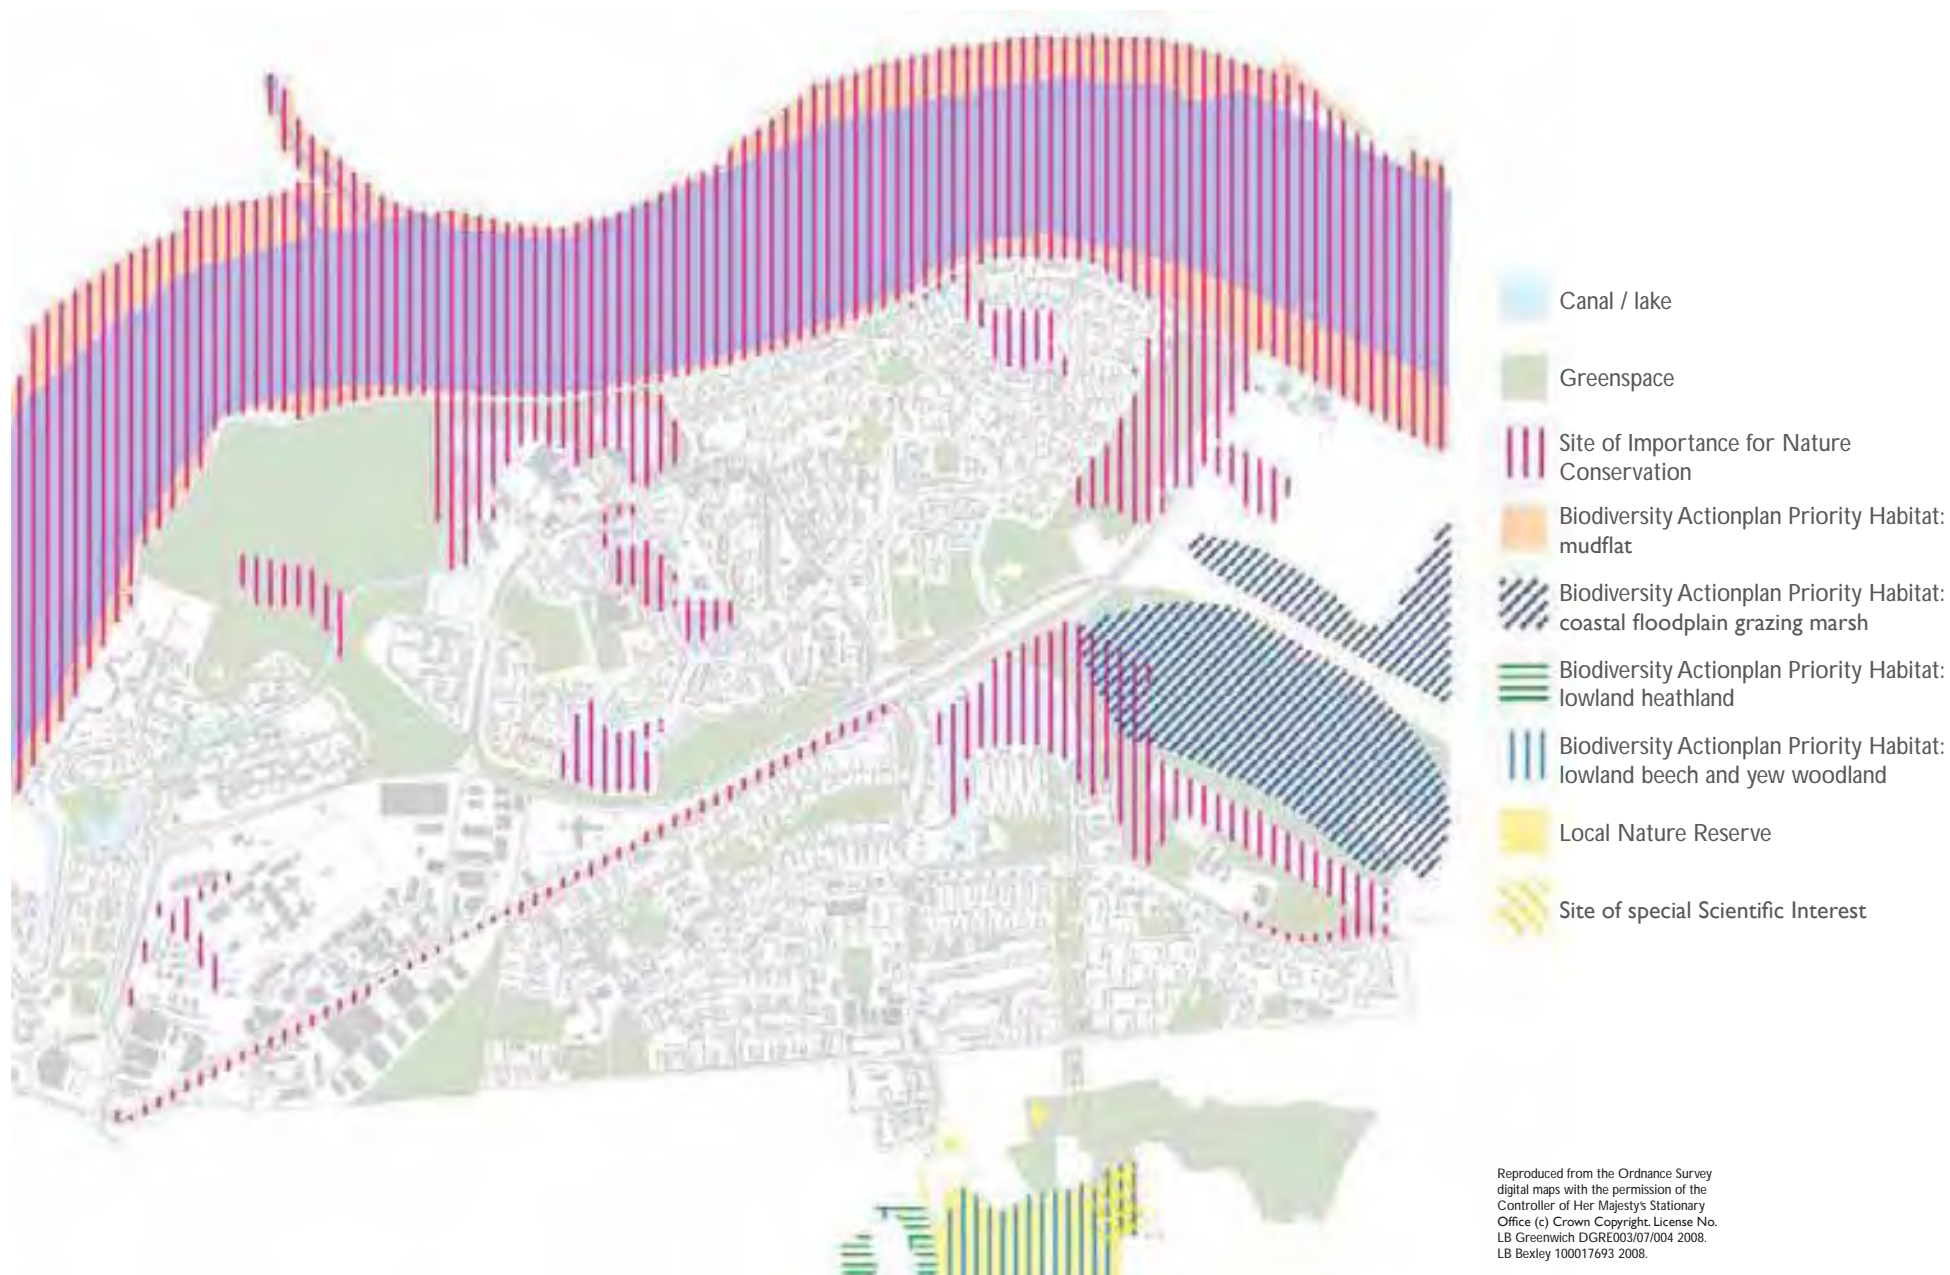 Canal / lake
Greenspace
Site of Importance for Nature
Conservation
Biodiversity Actionplan Priority Habitat:
mudflat
Biodiversity Actionplan Priority Habitat:
coastal floodplain grazing marsh
Biodiversity Actionplan Priority Habitat:
lowland heathland
Biodiversity Actionplan Priority Habitat:
lowland beech and yew woodland
Local Nature Reserve
Site of special Scientific Interest
Reproduced from the Ordnance Survey
digital maps with the permission of the
Controller of Her Majesty's Stationary
Office (c) Crown Copyright. License No.
LB Greenwich DGRE003/07/004 2008.
LB Bexley 100017693 2008.